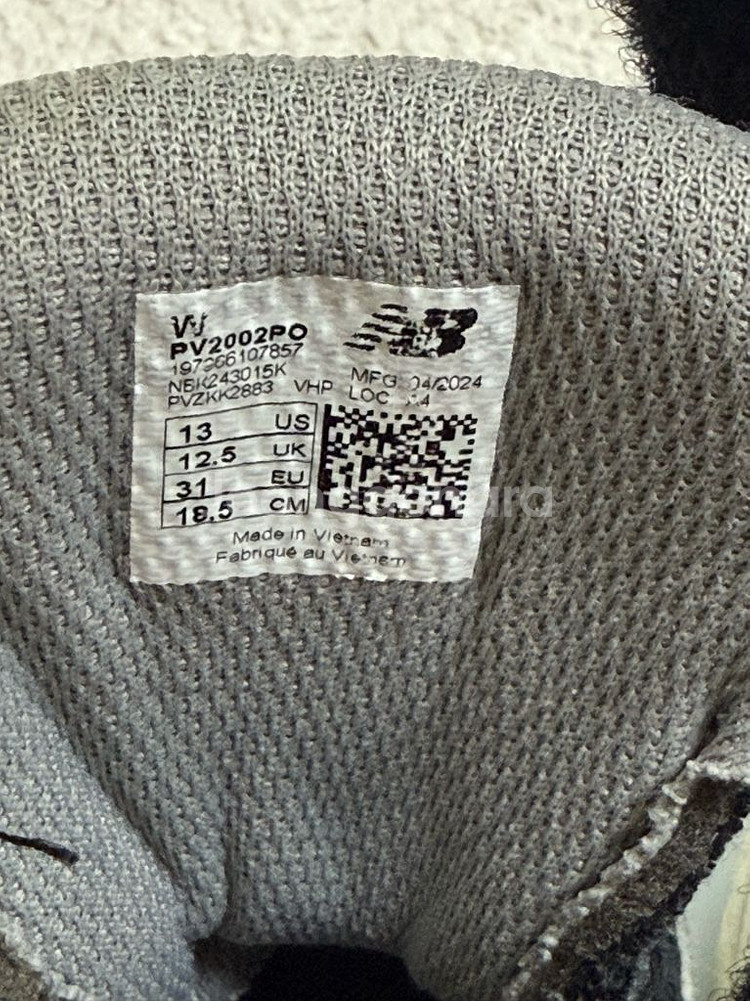 W
PV2002PO
NBK243015K
PVZKK2883 VHP
MFG 04/2024
LOC
13 US
12.5 UK
31 EU
18.5 CM
Made in Vietnam
Fabriqué au Vietnam